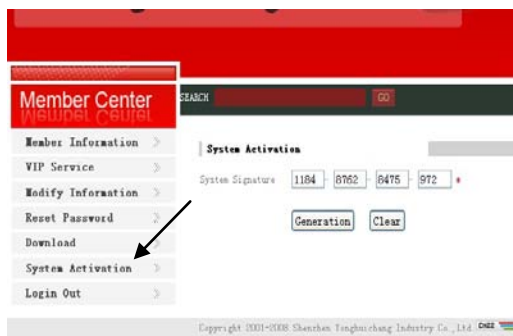 Member Center
SEARCH GO
Member Information
VIP Service
Modify Information
Reset Password
Download
System Activation
Login Out
System Activation
System Signature 1184 - 8762 - 8475 - 972 *
Generation Clear
Copyright 2001-2008 Shenzhen Tonghuichang Industry Co.,Ltd